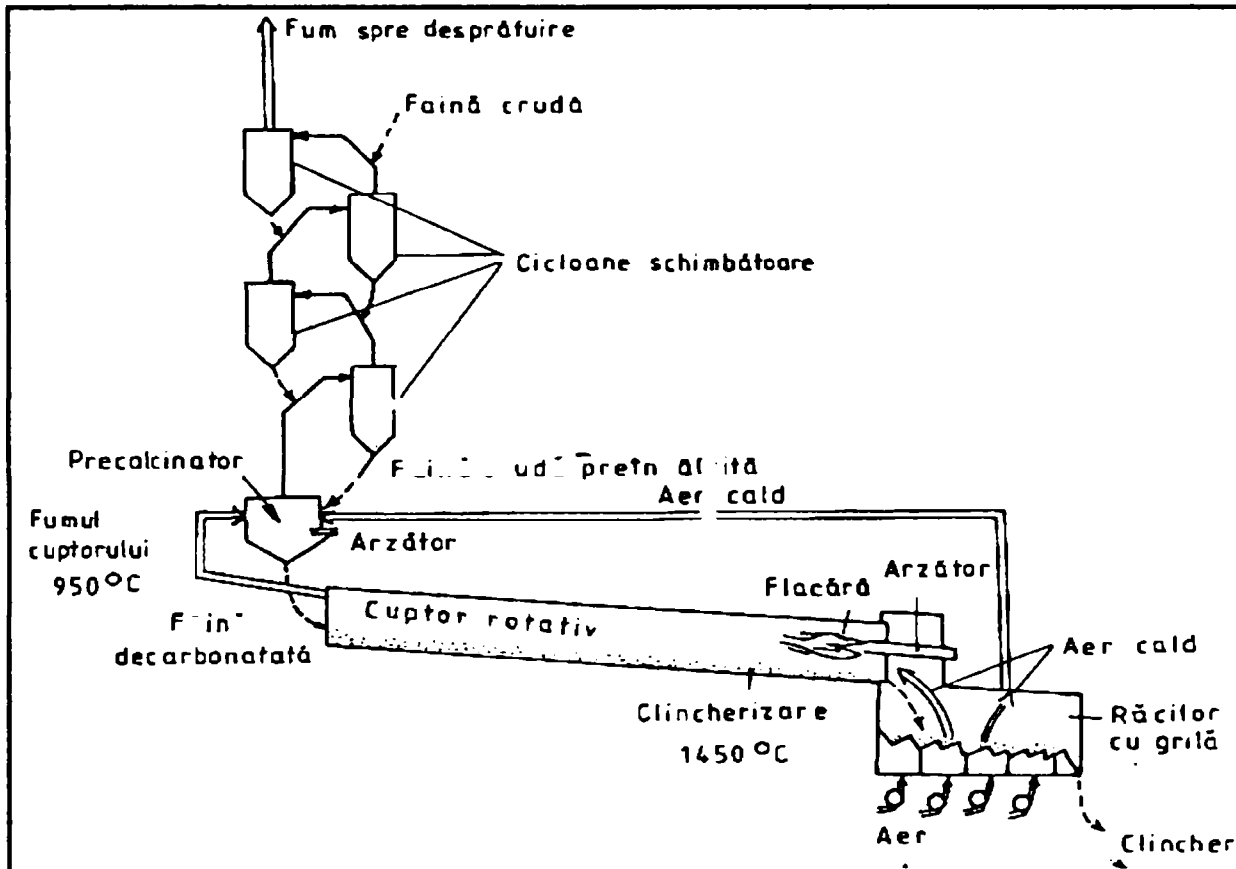 Fum spre desprăfuire
Faină crudă
Cicloane schimbătoare
Precalcinator
Aer cald
Fumul
cuptorului
950°C
Arzător
Flacără
Arzător
Cuptor rotativ
decarbonatată
Aer cald
Clincherizare
1450°C
Răcitor
cu grilă
Aer
Clincher